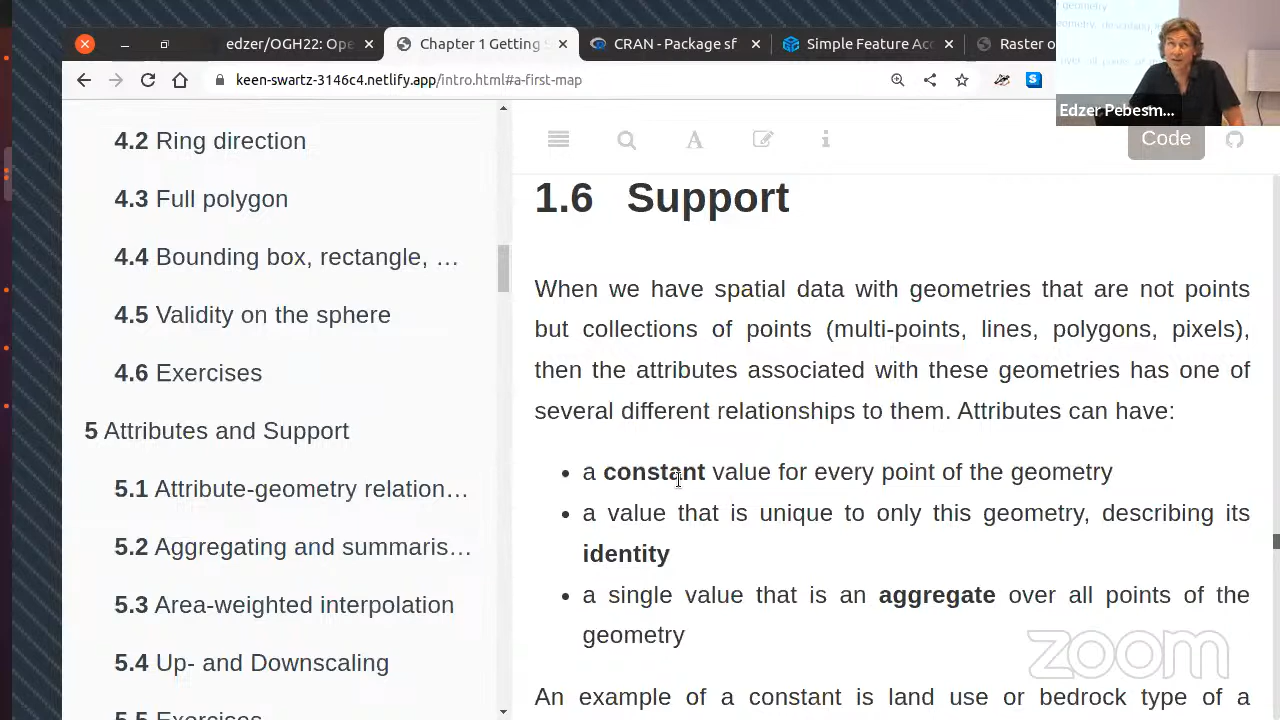 edzer/OGH22: Ope
Chapter 1 Getting
CRAN - Package sf
Simple Feature Acc
Raster o
keen-swartz-3146c4.netlify.app/intro.html#a-first-map
Edzer Pebesm...
Code
4.2 Ring direction
4.3 Full polygon
4.4 Bounding box, rectangle, …
4.5 Validity on the sphere
4.6 Exercises
5 Attributes and Support
5.1 Attribute-geometry relation…
5.2 Aggregating and summaris…
5.3 Area-weighted interpolation
5.4 Up- and Downscaling
5.5 Exercises
1.6 Support
When we have spatial data with geometries that are not points
but collections of points (multi-points, lines, polygons, pixels),
then the attributes associated with these geometries has one of
several different relationships to them. Attributes can have:
• a constant value for every point of the geometry
• a value that is unique to only this geometry, describing its
identity
• a single value that is an aggregate over all points of the
geometry
An example of a constant is land use or bedrock type of a
zoom